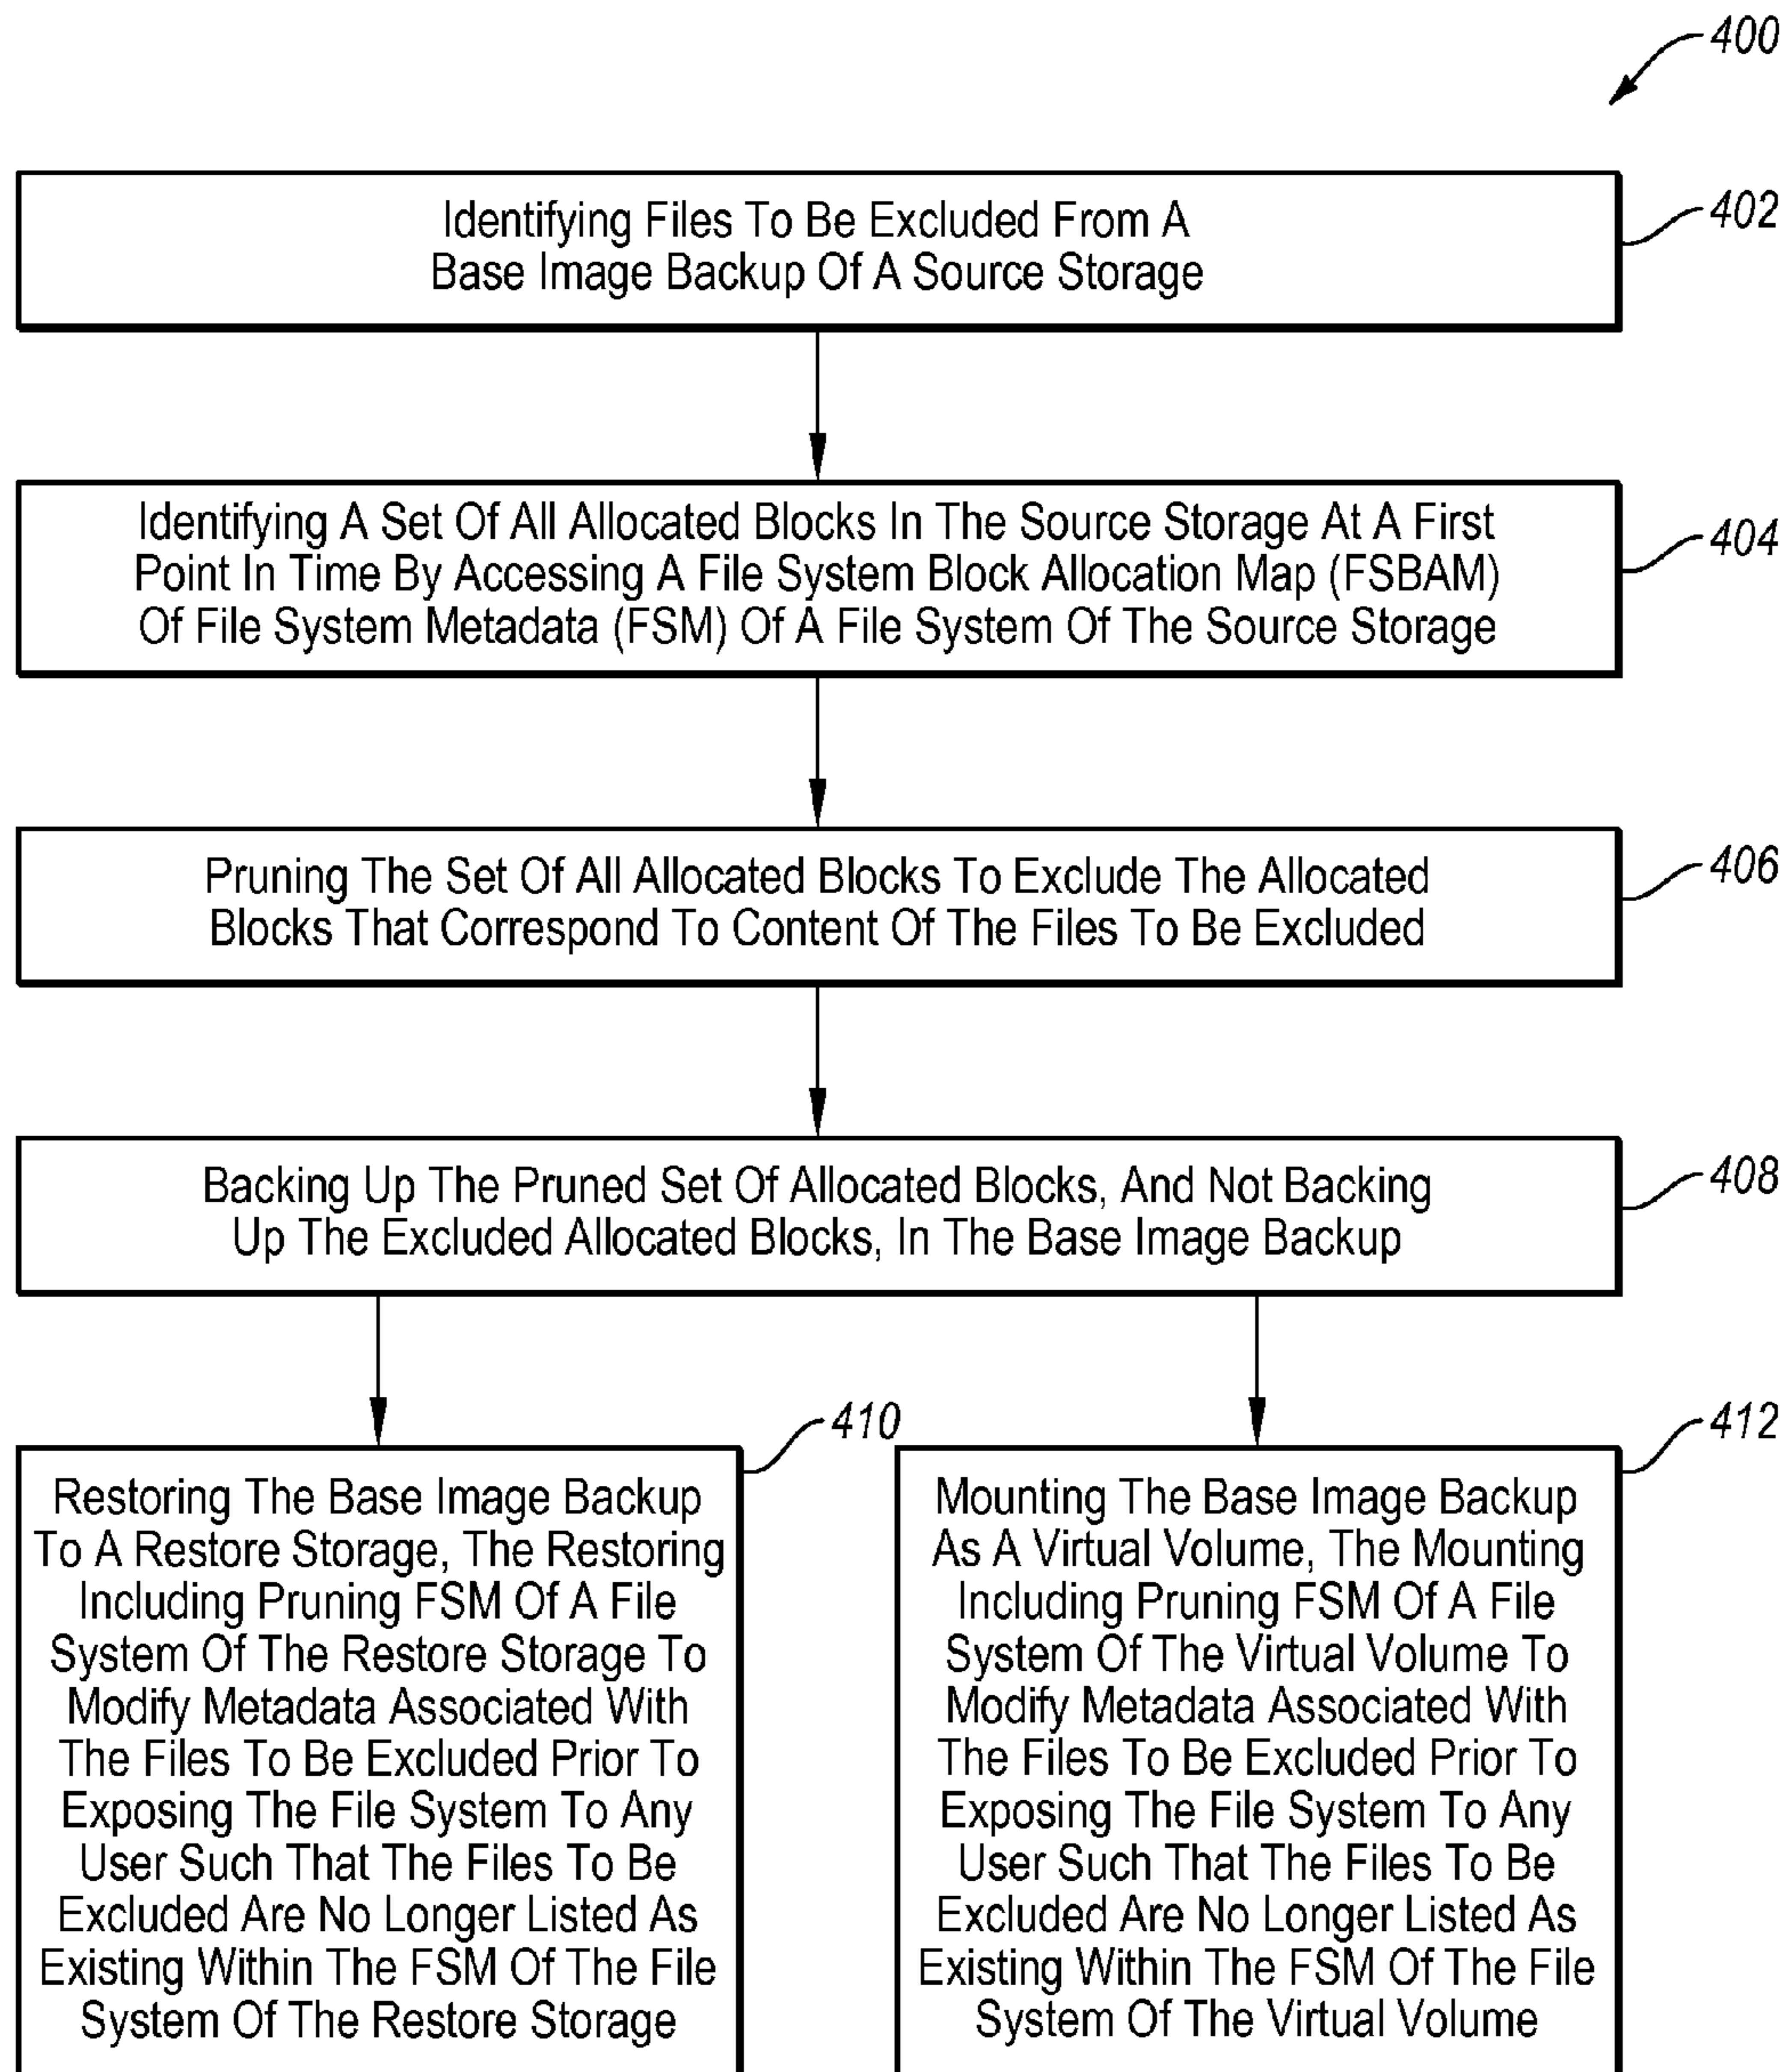 400
Identifying Files To Be Excluded From A
Base Image Backup Of A Source Storage
402
Identifying A Set Of All Allocated Blocks In The Source Storage At A First
Point In Time By Accessing A File System Block Allocation Map (FSBAM)
Of File System Metadata (FSM) Of A File System Of The Source Storage
404
Pruning The Set Of All Allocated Blocks To Exclude The Allocated
Blocks That Correspond To Content Of The Files To Be Excluded
406
Backing Up The Pruned Set Of Allocated Blocks, And Not Backing
Up The Excluded Allocated Blocks, In The Base Image Backup
408
410
Restoring The Base Image Backup
To A Restore Storage, The Restoring
Including Pruning FSM Of A File
System Of The Restore Storage To
Modify Metadata Associated With
The Files To Be Excluded Prior To
Exposing The File System To Any
User Such That The Files To Be
Excluded Are No Longer Listed As
Existing Within The FSM Of The File
System Of The Restore Storage
412
Mounting The Base Image Backup
As A Virtual Volume, The Mounting
Including Pruning FSM Of A File
System Of The Virtual Volume To
Modify Metadata Associated With
The Files To Be Excluded Prior To
Exposing The File System To Any
User Such That The Files To Be
Excluded Are No Longer Listed As
Existing Within The FSM Of The File
System Of The Virtual Volume